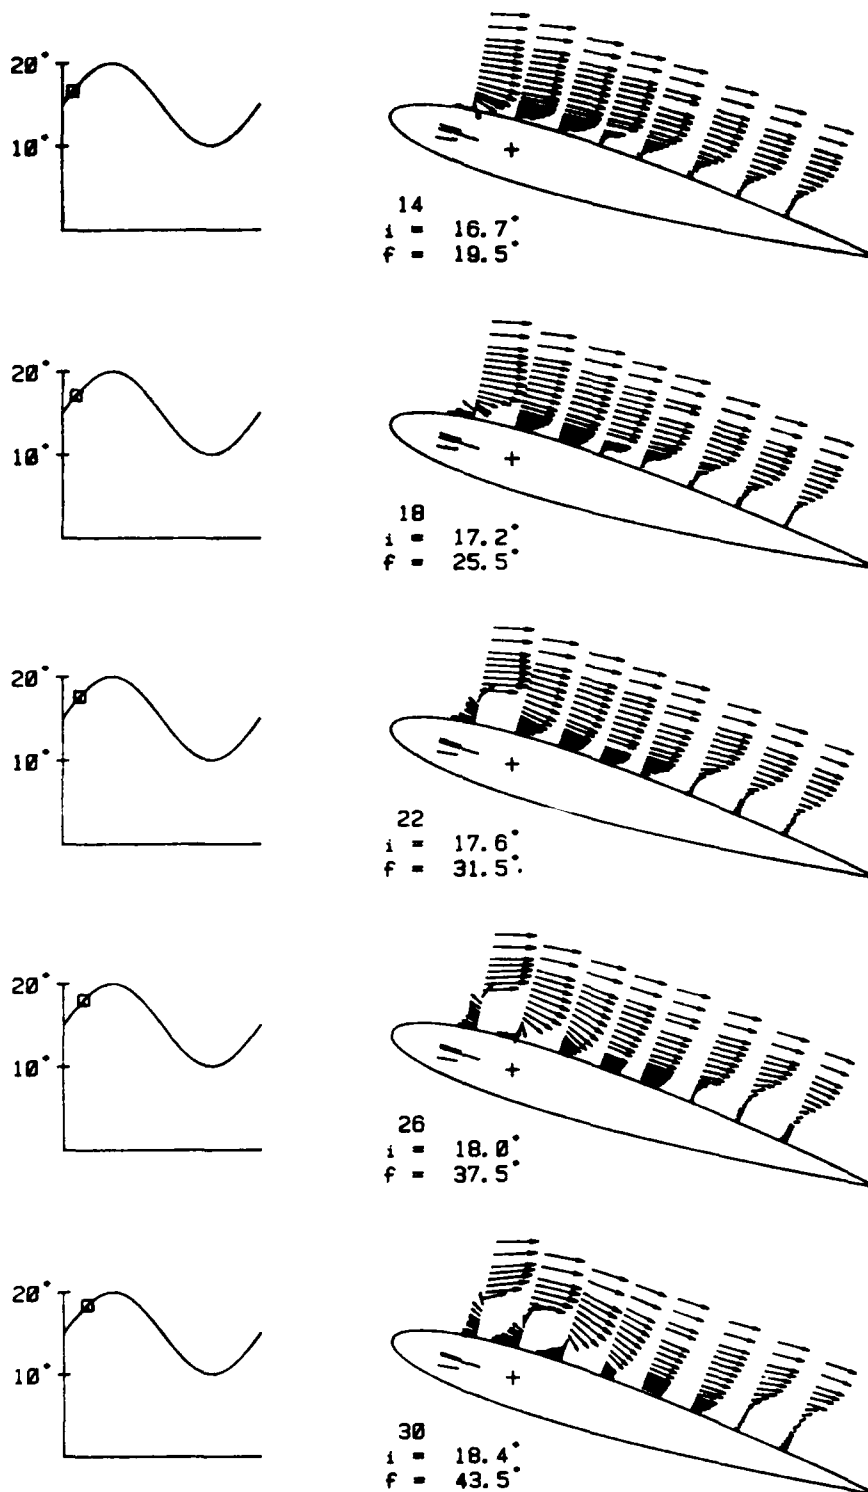 20°
10°
14
i = 16.7°
f = 19.5°
20°
10°
18
i = 17.2°
f = 25.5°
20°
10°
22
i = 17.6°
f = 31.5°
20°
10°
26
i = 18.0°
f = 37.5°
20°
10°
30
i = 18.4°
f = 43.5°